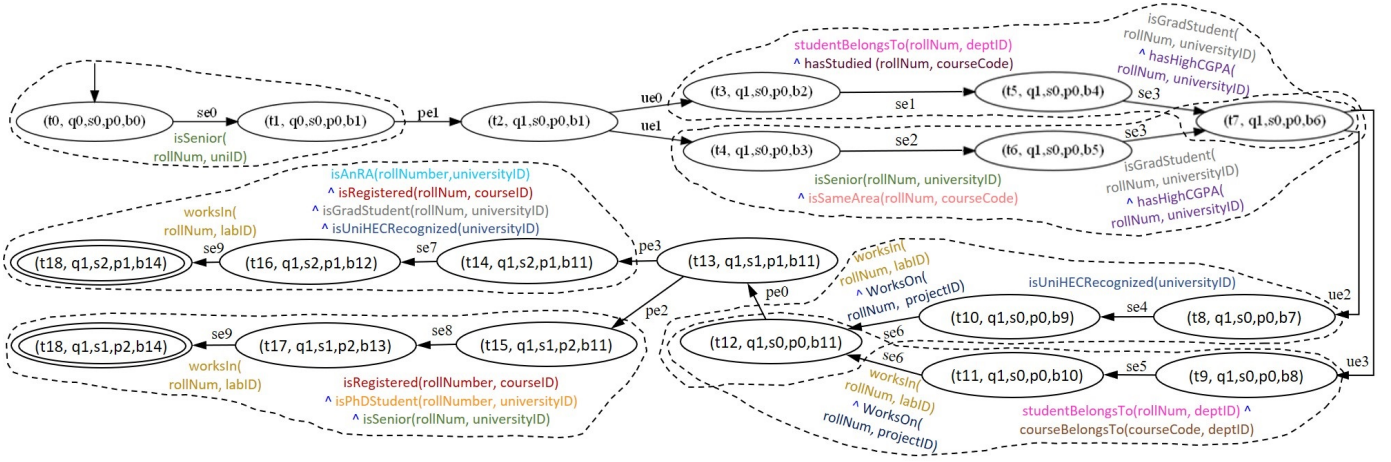 (t0, q0,s0,p0,b0)
se0
(t1, q0,s0,p0,b1)
isSenior(
rollNum, uniID)
pe1
(t2, q1,s0,p0,b1)
ue0
ue1
studentBelongsTo(rollNum, deptID)
^ hasStudied (rollNum, courseCode)
(t3, q1,s0,p0,b2)
se1
(t5, q1,s0,p0,b4)
se3
isGradStudent(
rollNum, universityID)
^ hasHighCGPA(
rollNum, universityID)
(t7, q1,s0,p0,b6)
(t4, q1,s0,p0,b3)
se2
(t6, q1,s0,p0,b5)
se3
isSenior(rollNum, universityID)
^ isSameArea(rollNum, courseCode)
isGradStudent(
rollNum, universityID)
^ hasHighCGPA(
rollNum, universityID)
isAnRA(rollNumber,universityID)
^ isRegistered(rollNum, courseID)
^ isGradStudent(rollNum, universityID)
^ isUniHECRecognized(universityID)
worksIn(
rollNum, labID)
(t18, q1,s2,p1,b14)
se9
(t16, q1,s2,p1,b12)
se7
(t14, q1,s2,p1,b11)
pe3
(t13, q1,s1,p1,b11)
pe2
pe0
worksIn(
rollNum, labID)
^ WorksOn(
rollNum, projectID)
isUniHECRecognized(universityID)
ue2
(t10, q1,s0,p0,b9)
se4
(t8, q1,s0,p0,b7)
se6
(t12, q1,s0,p0,b11)
se6
(t11, q1,s0,p0,b10)
se5
(t9, q1,s0,p0,b8)
ue3
worksIn(
rollNum, labID)
^ WorksOn(
rollNum, projectID)
studentBelongsTo(rollNum, deptID) ^
courseBelongsTo(courseCode, deptID)
(t18, q1,s1,p2,b14)
se9
(t17, q1,s1,p2,b13)
se8
(t15, q1,s1,p2,b11)
worksIn(
rollNum, labID)
isRegistered(rollNumber, courseID)
^ isPhDStudent(rollNumber, universityID)
^ isSenior(rollNum, universityID)